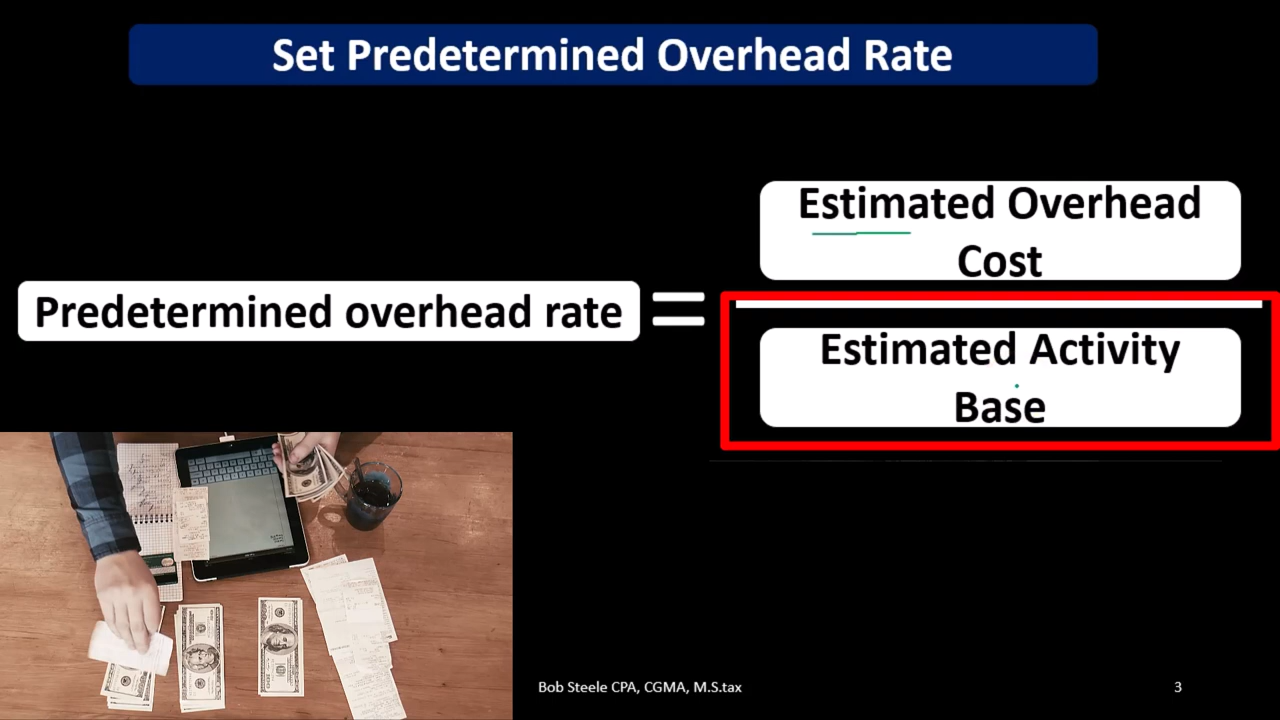 Set Predetermined Overhead Rate
Estimated Overhead
Cost
Predetermined overhead rate =
Estimated Activity
Base
Bob Steele CPA, CGMA, M.S.tax
3